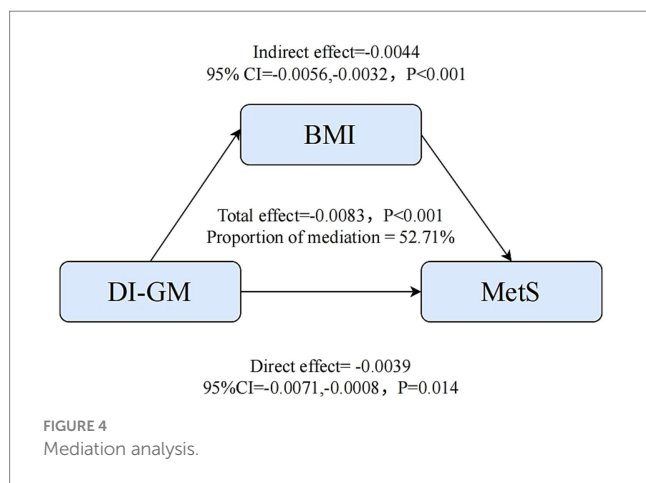 Indirect effect=-0.0044
95% CI=-0.0056,-0.0032，P<0.001
BMI
Total effect=-0.0083，P<0.001
Proportion of mediation = 52.71%
DI-GM
MetS
Direct effect= -0.0039
95%CI=-0.0071,-0.0008，P=0.014
FIGURE 4
Mediation analysis.